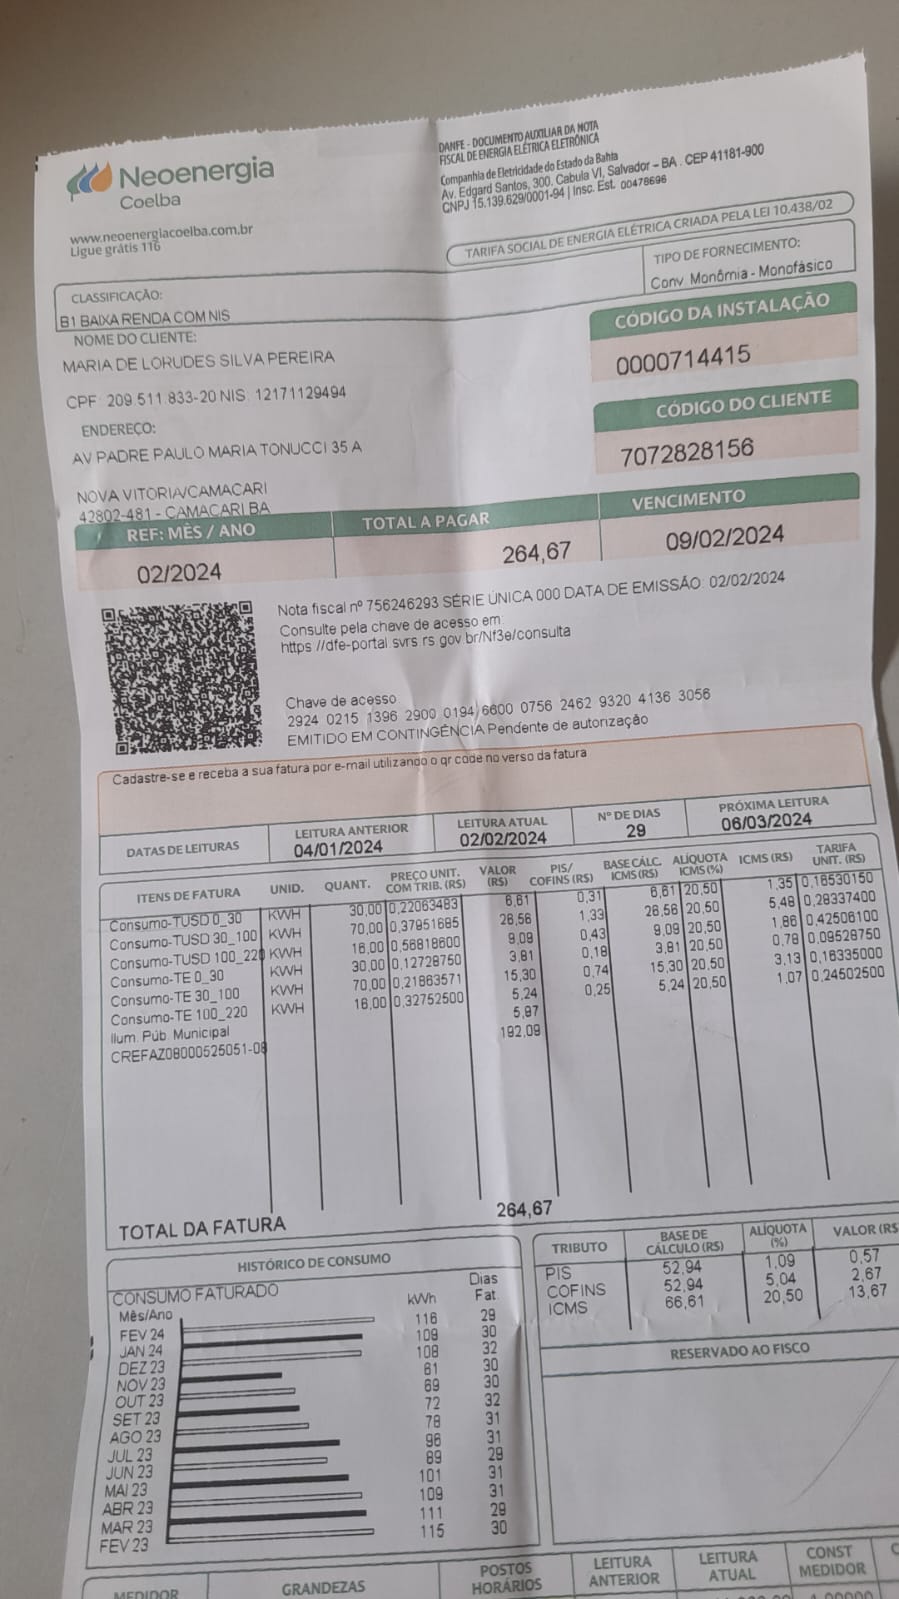 Neoenergia
Coelba
www.neoenergiacoelba.com.br
Ligue grátis 116
DANFE - DOCUMENTO AUXILIAR DA NOTA
FISCAL DE ENERGIA ELÉTRICA ELETRÔNICA
Companhia de Eletricidade do Estado da Bahia
Av. Edgard Santos, 300, Cabula VI, Salvador – BA . CEP 41181-900
CNPJ 15.139.629/0001-94 | Insc. Est. 00478696
TARIFA SOCIAL DE ENERGIA ELÉTRICA CRIADA PELA LEI 10.438/02
CLASSIFICAÇÃO:
B1 BAIXA RENDA COM NIS
TIPO DE FORNECIMENTO:
Conv. Monômia - Monofásico
NOME DO CLIENTE:
MARIA DE LORUDES SILVA PEREIRA
CPF: 209.511.833-20 NIS: 12171129494
ENDEREÇO:
AV PADRE PAULO MARIA TONUCCI 35 A
NOVA VITORIA/CAMACARI
42802-481 - CAMACARI BA
CÓDIGO DA INSTALAÇÃO
0000714415
CÓDIGO DO CLIENTE
7072828156
REF: MÊS / ANO TOTAL A PAGAR VENCIMENTO
02/2024 264,67 09/02/2024
Nota fiscal nº 756246293 SÉRIE ÚNICA 000 DATA DE EMISSÃO: 02/02/2024
Consulte pela chave de acesso em:
https://dfe-portal.svrs.rs.gov.br/Nf3e/consulta
Chave de acesso
2924 0215 1396 2900 0194 6600 0756 2462 9320 4136 3056
EMITIDO EM CONTINGÊNCIA Pendente de autorização
Cadastre-se e receba a sua fatura por e-mail utilizando o qr code no verso da fatura
DATAS DE LEITURAS LEITURA ANTERIOR 04/01/2024 LEITURA ATUAL 02/02/2024 Nº DE DIAS 29 PRÓXIMA LEITURA 06/03/2024
ITENS DE FATURA UNID. QUANT. PREÇO UNIT. COM TRIB. (R$) VALOR (R$) PIS/ COFINS (R$) BASE CÁLC. ICMS (R$) ALÍQUOTA ICMS (%) ICMS (R$) TARIFA UNIT. (R$)
Consumo-TUSD 0_30 KWH 30,00 0,22063483 6,61 0,31 6,61 20,50 1,35 0,16530150
Consumo-TUSD 30_100 KWH 70,00 0,37951685 26,56 1,33 26,56 20,50 5,48 0,28337400
Consumo-TUSD 100_220 KWH 16,00 0,56818600 9,09 0,43 9,09 20,50 1,86 0,42506100
Consumo-TE 0_30 KWH 30,00 0,12728750 3,81 0,18 3,81 20,50 0,78 0,09528750
Consumo-TE 30_100 KWH 70,00 0,21863571 15,30 0,74 15,30 20,50 3,13 0,16335000
Consumo-TE 100_220 KWH 16,00 0,32752500 5,24 0,25 5,24 20,50 1,07 0,24502500
Ilum. Púb. Municipal 5,97
CREFAZ08000525051-08 192,09
TOTAL DA FATURA 264,67
HISTÓRICO DE CONSUMO
CONSUMO FATURADO
Mês/Ano kWh Dias Fat.
FEV 24 116 29
JAN 24 109 30
DEZ 23 108 32
NOV 23 61 30
OUT 23 69 30
SET 23 72 32
AGO 23 78 31
JUL 23 96 31
JUN 23 89 29
MAI 23 101 31
ABR 23 109 31
MAR 23 111 29
FEV 23 115 30
TRIBUTO BASE DE CÁLCULO (R$) ALÍQUOTA (%) VALOR (R$
PIS 52,94 1,09 0,57
COFINS 52,94 5,04 2,67
ICMS 66,61 20,50 13,67
RESERVADO AO FISCO
MEDIDOR GRANDEZAS POSTOS HORÁRIOS LEITURA ANTERIOR LEITURA ATUAL CONST MEDIDOR